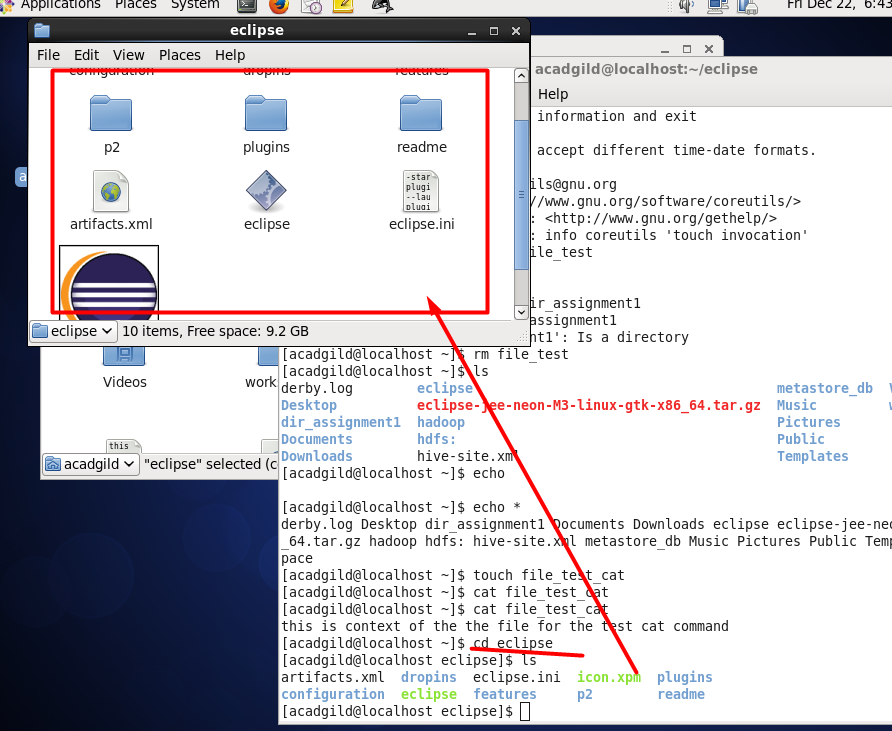 Applications Places System
Fri Dec 22, 6:43
eclipse
File Edit View Places Help
configuration dropins features
p2 plugins readme
artifacts.xml eclipse eclipse.ini
-star
plugi
--lau
plugi
eclipse 10 items, Free space: 9.2 GB
Videos work
this
acadgild "eclipse" selected (c
acadgild@localhost:~/eclipse
Help
information and exit
accept different time-date formats.
ils@gnu.org
//www.gnu.org/software/coreutils/>
: <http://www.gnu.org/gethelp/>
: info coreutils 'touch invocation'
ile_test
ir_assignment1
assignment1
nt1': Is a directory
[acadgild@localhost ~]$ rm file_test
[acadgild@localhost ~]$ ls
derby.log eclipse metastore_db
Desktop eclipse-jee-neon-M3-linux-gtk-x86_64.tar.gz Music
dir_assignment1 hadoop Pictures
Documents hdfs: Public
Downloads hive-site.xml Templates
[acadgild@localhost ~]$ echo
[acadgild@localhost ~]$ echo *
derby.log Desktop dir_assignment1 Documents Downloads eclipse eclipse-jee-neo
_64.tar.gz hadoop hdfs: hive-site.xml metastore_db Music Pictures Public Temp
pace
[acadgild@localhost ~]$ touch file_test_cat
[acadgild@localhost ~]$ cat file_test_cat
[acadgild@localhost ~]$ cat file_test_cat
this is context of the the file for the test cat command
[acadgild@localhost ~]$ cd eclipse
[acadgild@localhost eclipse]$ ls
artifacts.xml dropins eclipse.ini icon.xpm plugins
configuration eclipse features p2 readme
[acadgild@localhost eclipse]$